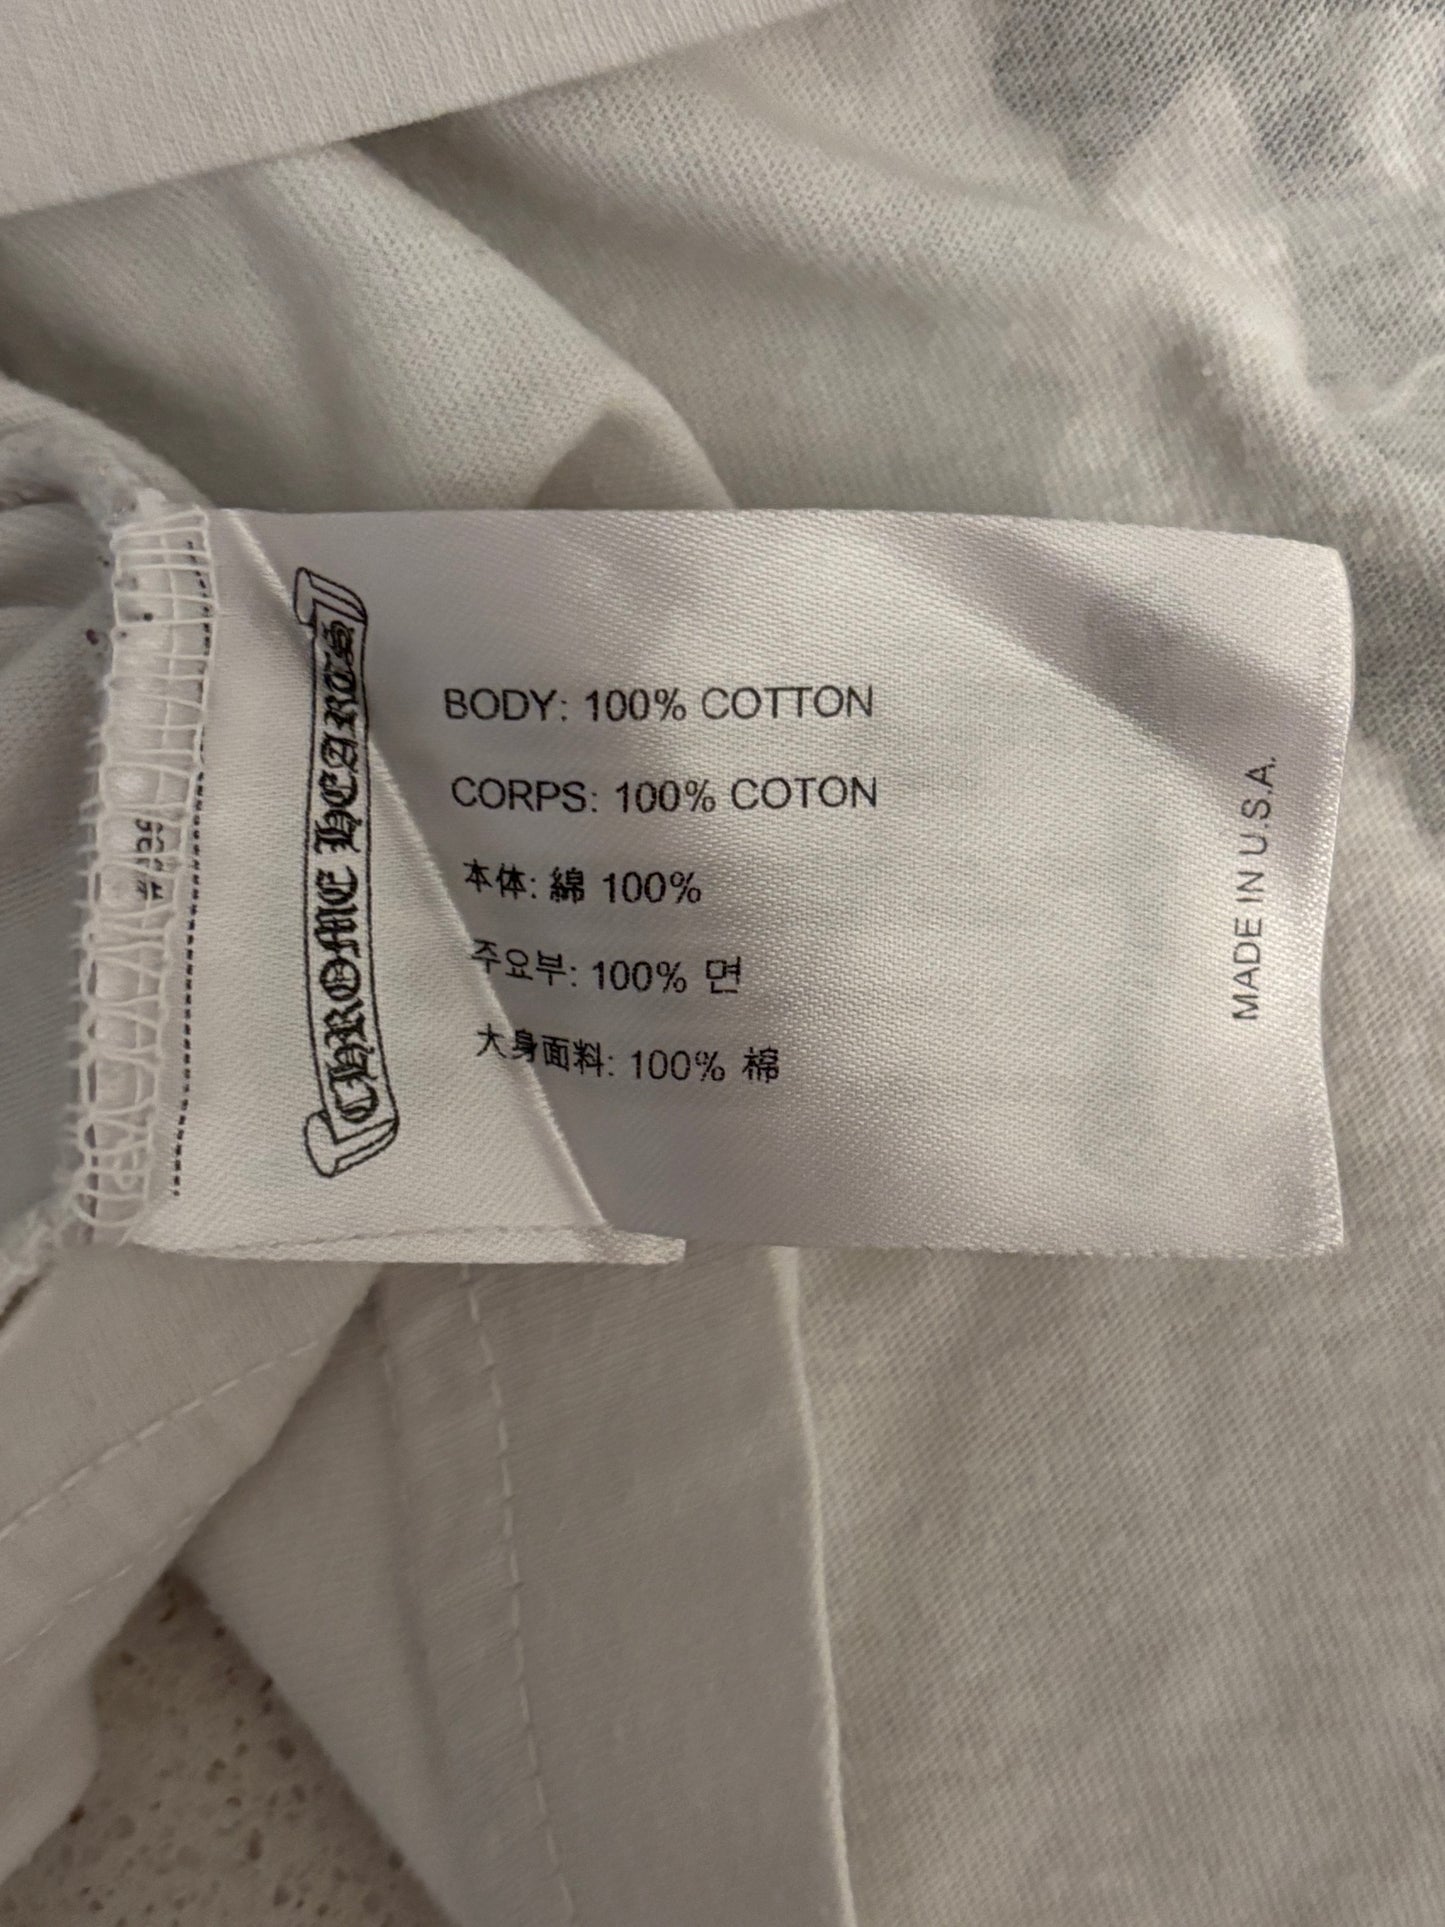 CHROME HEARTS
BODY: 100% COTTON
CORPS: 100% COTON
本体: 綿 100%
주요부: 100% 면
大身面料: 100% 棉
MADE IN U.S.A.